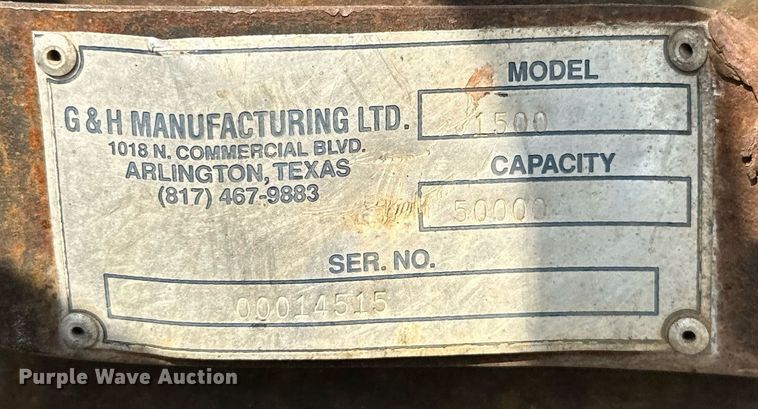 G & H MANUFACTURING LTD.
1018 N. COMMERCIAL BLVD.
ARLINGTON, TEXAS
(817) 467-9883
MODEL
1500
CAPACITY
50000
SER. NO.
00014515
Purple Wave Auction